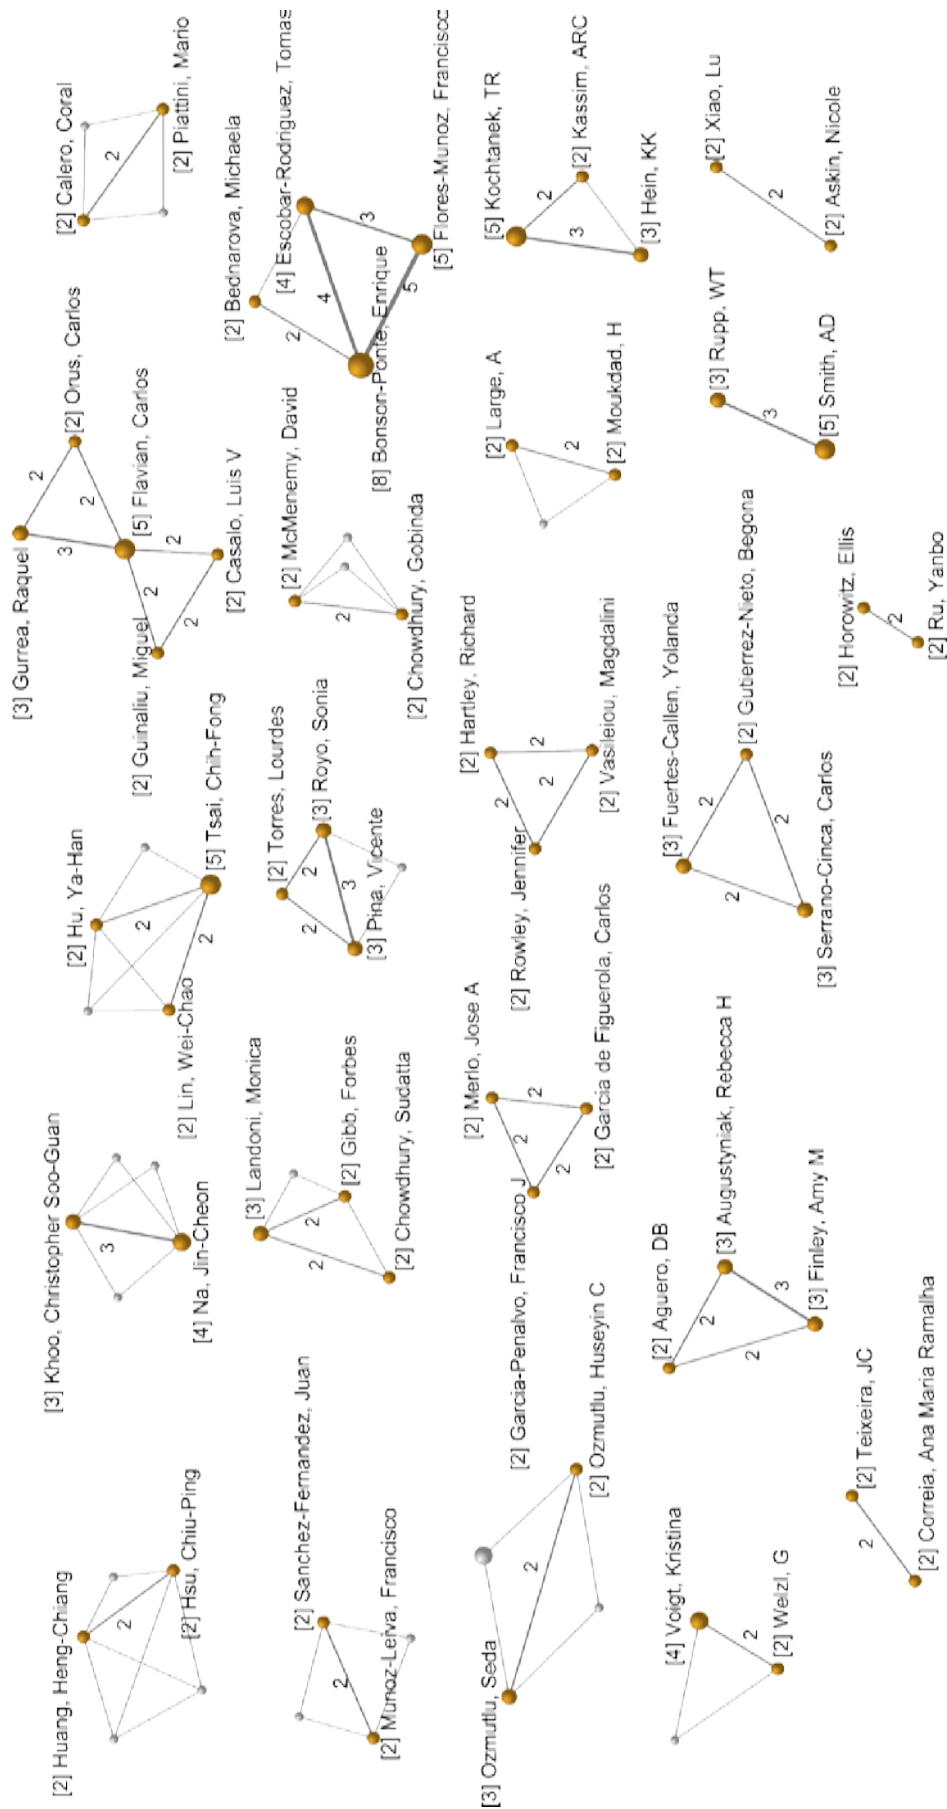 [2] Huang, Heng-Chiang
2
[2] Hsu, Chiu-Ping
[3] Khoo, Christopher Soo-Guan
3
[4] Na, Jin-Cheon
[2] Hu, Ya-Han
2
2
[2] Lin, Wei-Chao
[5] Tsai, Chih-Fong
[3] Gurrea, Raquel
2
[2] Orus, Carlos
3
2
[5] Flavian, Carlos
2
2
[2] Guinaliu, Miguel
2
[2] Casalo, Luis V
[2] Calero, Coral
2
[2] Piattini, Mario
[2] Sanchez-Fernandez, Juan
2
[2] Munoz-Leiva, Francisco
[3] Landoni, Monica
2
2
[2] Gibb, Forbes
[2] Chowdhury, Sudatta
[2] Torres, Lourdes
2
2
[3] Royo, Sonia
3
[3] Pina, Vicente
[2] McMenemy, David
2
[2] Chowdhury, Gobinda
[2] Bednarova, Michaela
[4] Escobar-Rodriguez, Tomas
2
4
3
[8] Bonson-Ponte, Enrique
5
[5] Flores-Munoz, Francisco
[3] Ozmutlu, Seda
2
[2] Ozmutlu, Huseyin C
[2] Merlo, Jose A
2
2
2
[2] Garcia-Penalvo, Francisco J
[2] Garcia de Figuerola, Carlos
[2] Hartley, Richard
2
2
2
[2] Rowley, Jennifer
[2] Vasileiou, Magdalini
[2] Large, A
2
[2] Moukdad, H
[5] Kochtanek, TR
2
[2] Kassim, ARC
3
[3] Hein, KK
[4] Voigt, Kristina
2
[2] Welzl, G
[2] Aguero, DB
2
[3] Augustyniak, Rebecca H
2
3
[3] Finley, Amy M
[3] Fuertes-Callen, Yolanda
2
[2] Gutierrez-Nieto, Begona
2
2
[3] Serrano-Cinca, Carlos
[3] Rupp, WT
3
[5] Smith, AD
[2] Xiao, Lu
2
[2] Askin, Nicole
[2] Teixeira, JC
2
[2] Correia, Ana Maria Ramalha
[2] Horowitz, Ellis
2
[2] Ru, Yanbo